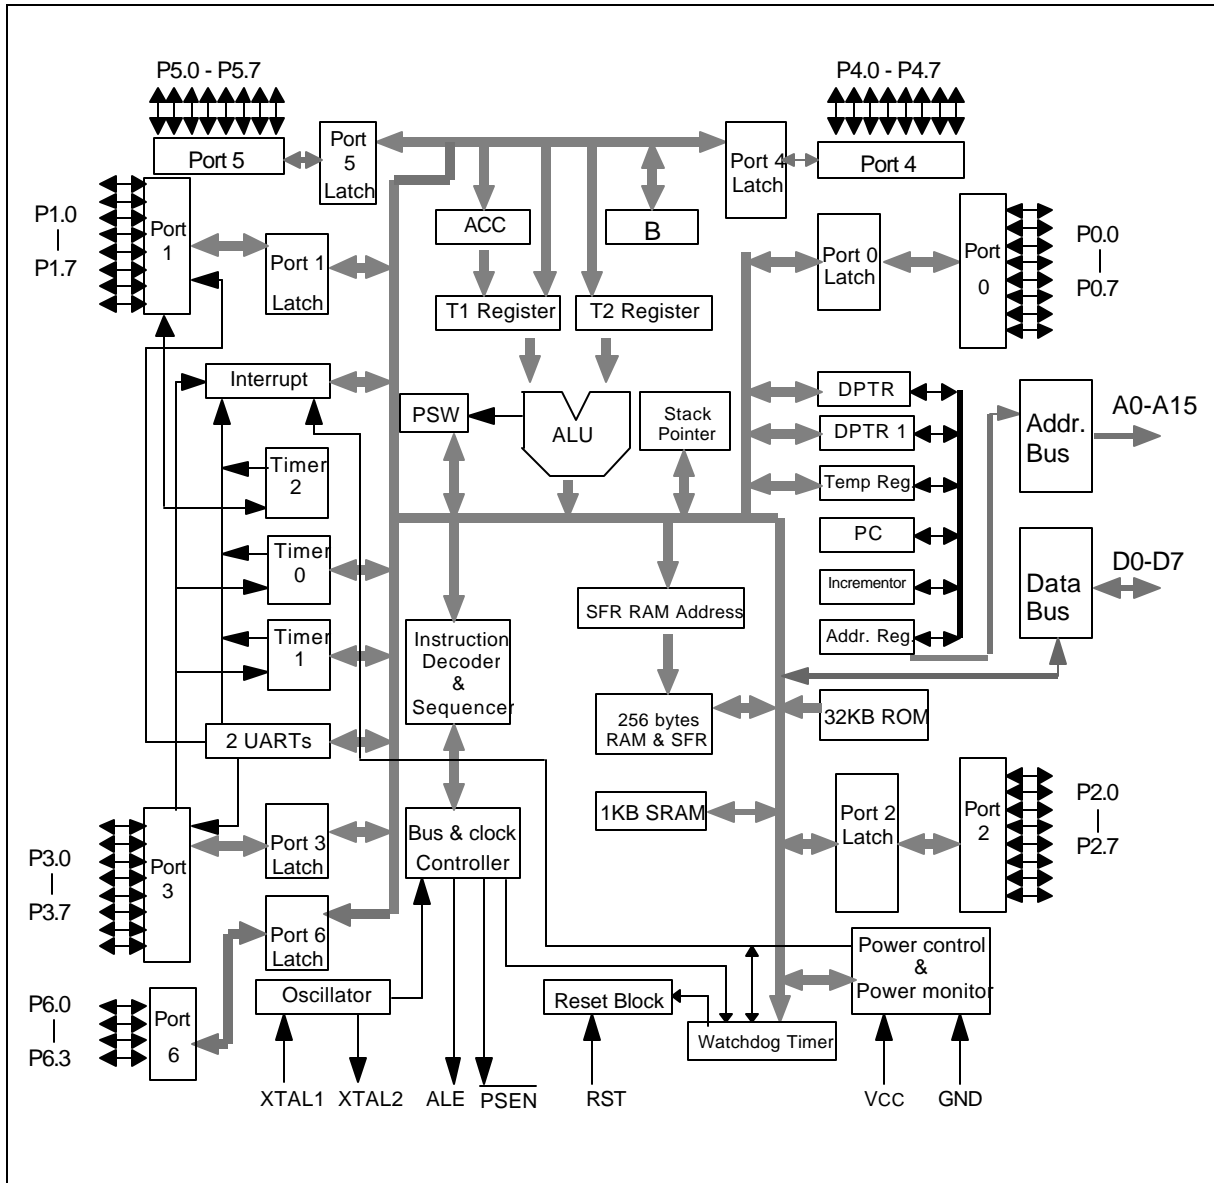 P5.0 - P5.7
P4.0 - P4.7
Port 5
Port
5
Latch
Port 4
Latch
Port 4
P1.0
P1.7
Port
1
Port 1
Latch
ACC
B
T1 Register
T2 Register
Port 0
Latch
Port
0
P0.0
P0.7
Interrupt
PSW
ALU
Stack
Pointer
DPTR
DPTR 1
Temp Reg.
PC
Incrementor
Addr. Reg.
Addr.
Bus
A0-A15
Data
Bus
D0-D7
Timer
2
Timer
0
Timer
1
2 UARTs
Instruction
Decoder
&
Sequencer
SFR RAM Address
256 bytes
RAM & SFR
32KB ROM
1KB SRAM
Port 2
Latch
Port
2
P2.0
P2.7
P3.0
P3.7
Port
3
Port 3
Latch
Bus & clock
Controller
Port 6
Latch
P6.0
P6.3
Port
6
Oscillator
Reset Block
Watchdog Timer
Power control
&
Power monitor
XTAL1
XTAL2
ALE
PSEN
RST
VCC
GND